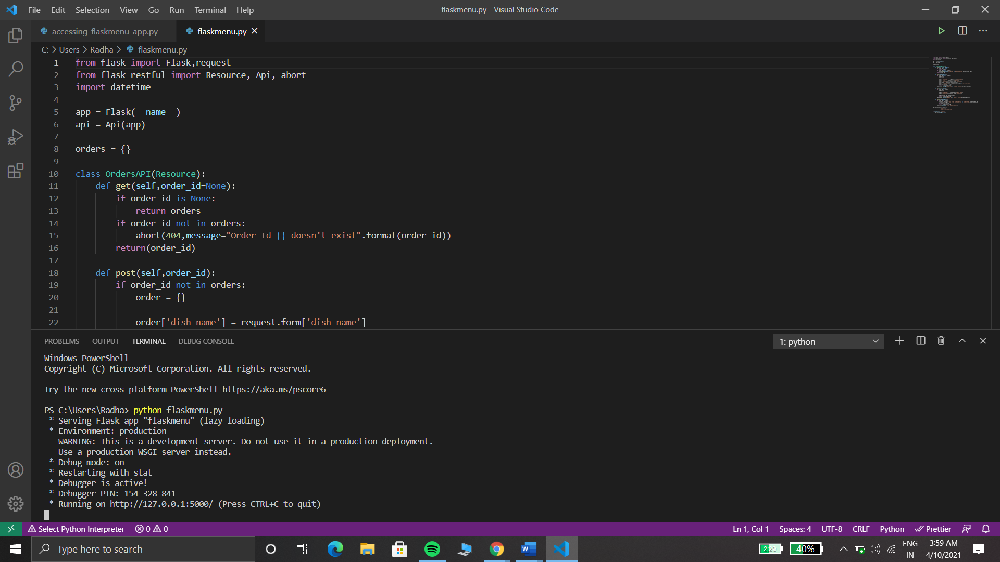 File Edit Selection View Go Run Terminal Help
flaskmenu.py - Visual Studio Code
accessing_flaskmenu_app.py
flaskmenu.py
C: > Users > Radha > flaskmenu.py
1 from flask import Flask,request
2 from flask_restful import Resource, Api, abort
3 import datetime
4
5 app = Flask(__name__)
6 api = Api(app)
7
8 orders = {}
9
10 class OrdersAPI(Resource):
11     def get(self,order_id=None):
12         if order_id is None:
13             return orders
14         if order_id not in orders:
15             abort(404,message="Order_Id {} doesn't exist".format(order_id))
16         return(order_id)
17
18     def post(self,order_id):
19         if order_id not in orders:
20             order = {}
21
22             order['dish_name'] = request.form['dish_name']
PROBLEMS OUTPUT TERMINAL DEBUG CONSOLE
1: python
Windows PowerShell
Copyright (C) Microsoft Corporation. All rights reserved.
Try the new cross-platform PowerShell https://aka.ms/pscore6
PS C:\Users\Radha> python flaskmenu.py
 * Serving Flask app "flaskmenu" (lazy loading)
 * Environment: production
   WARNING: This is a development server. Do not use it in a production deployment.
   Use a production WSGI server instead.
 * Debug mode: on
 * Restarting with stat
 * Debugger is active!
 * Debugger PIN: 154-328-841
 * Running on http://127.0.0.1:5000/ (Press CTRL+C to quit)
Select Python Interpreter 0 0
Ln 1, Col 1 Spaces: 4 UTF-8 CRLF Python Prettier
Type here to search
2:29 40%
ENG
IN
3:59 AM
4/10/2021